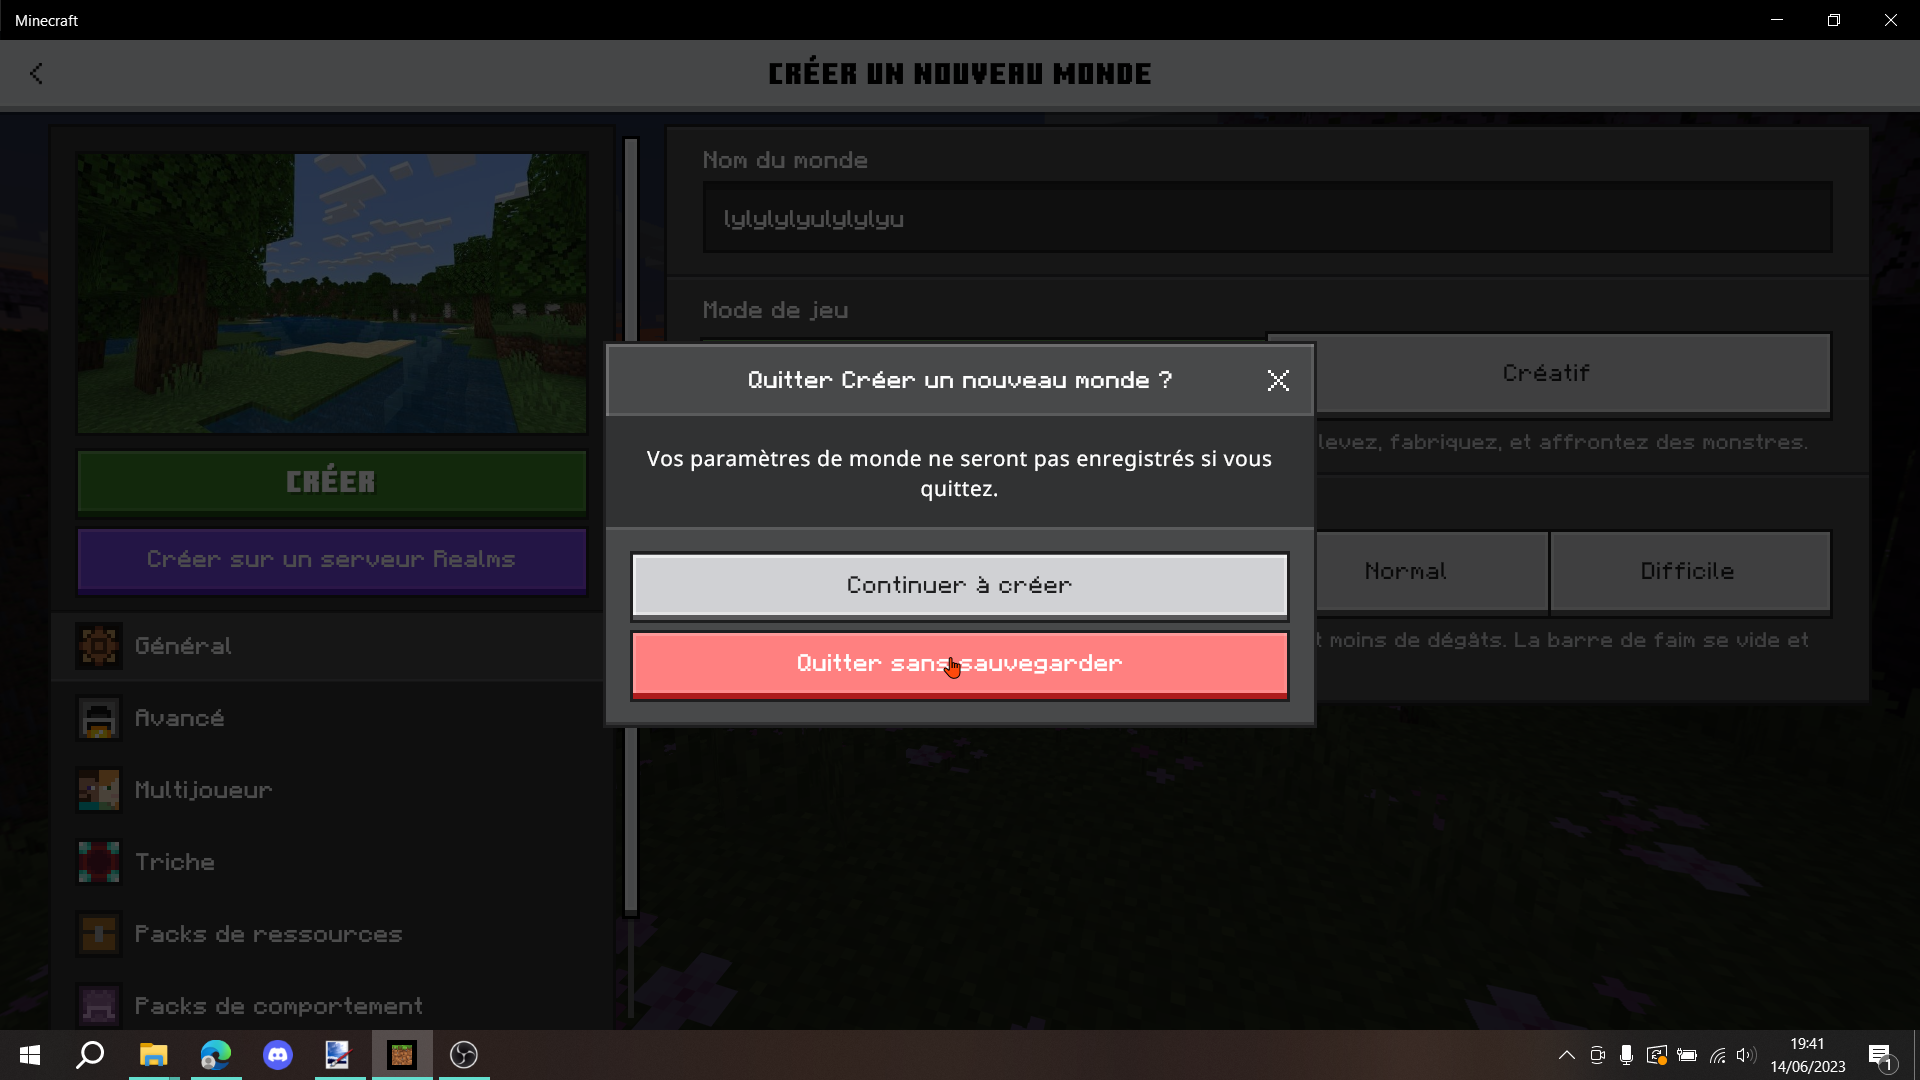 Minecraft
CRÉER UN NOUVEAU MONDE
Nom du monde
lylylylyulylylyu
Mode de jeu
Créatif
levez, fabriquez, et affrontez des monstres.
Quitter Créer un nouveau monde ?
Vos paramètres de monde ne seront pas enregistrés si vous
quittez.
Continuer à créer
Quitter sans sauvegarder
CRÉER
Créer sur un serveur Realms
Normal
Difficile
t moins de dégâts. La barre de faim se vide et
Général
Avancé
Multijoueur
Triche
Packs de ressources
Packs de comportement
19:41
14/06/2023
1